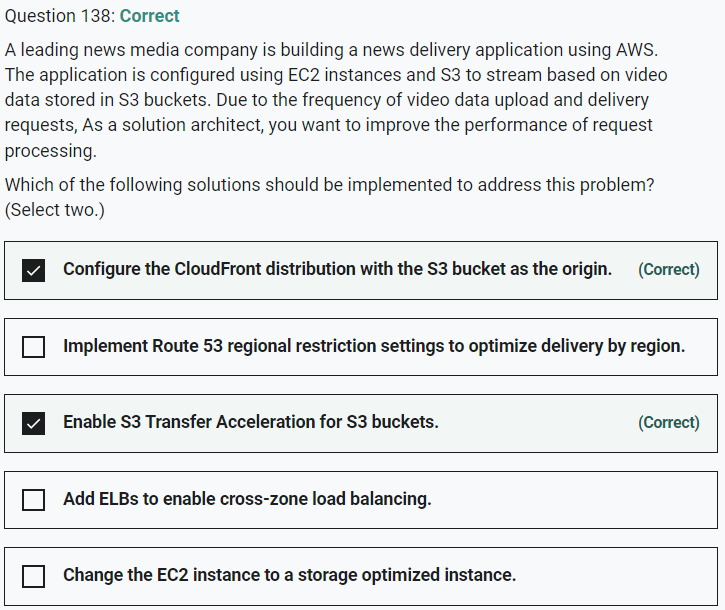 Question 138: Correct
A leading news media company is building a news delivery application using AWS.
The application is configured using EC2 instances and S3 to stream based on video
data stored in S3 buckets. Due to the frequency of video data upload and delivery
requests, As a solution architect, you want to improve the performance of request
processing.
Which of the following solutions should be implemented to address this problem?
(Select two.)
Configure the CloudFront distribution with the S3 bucket as the origin. (Correct)
Implement Route 53 regional restriction settings to optimize delivery by region.
Enable S3 Transfer Acceleration for S3 buckets. (Correct)
Add ELBs to enable cross-zone load balancing.
Change the EC2 instance to a storage optimized instance.